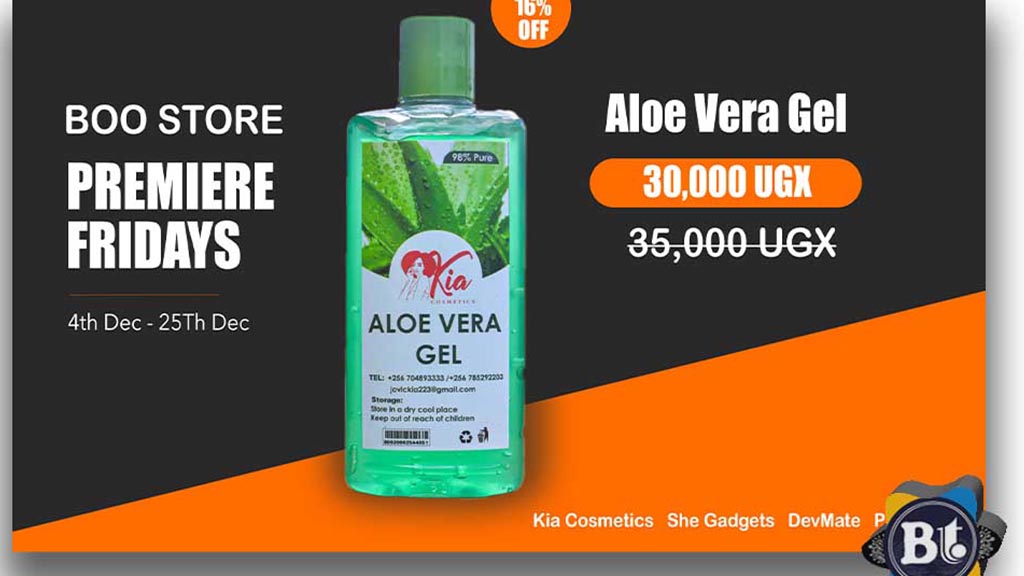 16%
OFF
BOO STORE
PREMIERE
FRIDAYS
4th Dec - 25Th Dec
98% Pure
Kia
COSMETICS
ALOE VERA
GEL
TEL: +256 704893333 /+256 785292203
jovickia223@gmail.com
Storage:
Store in a dry cool place
Keep out of reach of children
Aloe Vera Gel
30,000 UGX
35,000 UGX
Kia Cosmetics She Gadgets DevMate P
Bt.